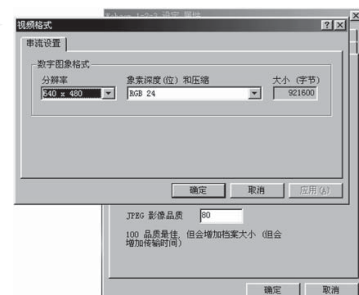 视频格式
串流设置
数字图象格式
分辨率
象素深度(位) 和压缩
大小 (字节)
640 x 480
RGB 24
921600
确定
取消
应用(A)
JPEG 影像品质
80
100 品质最佳, 但会增加档案大小 (但会
增加传输时间)
确定
取消